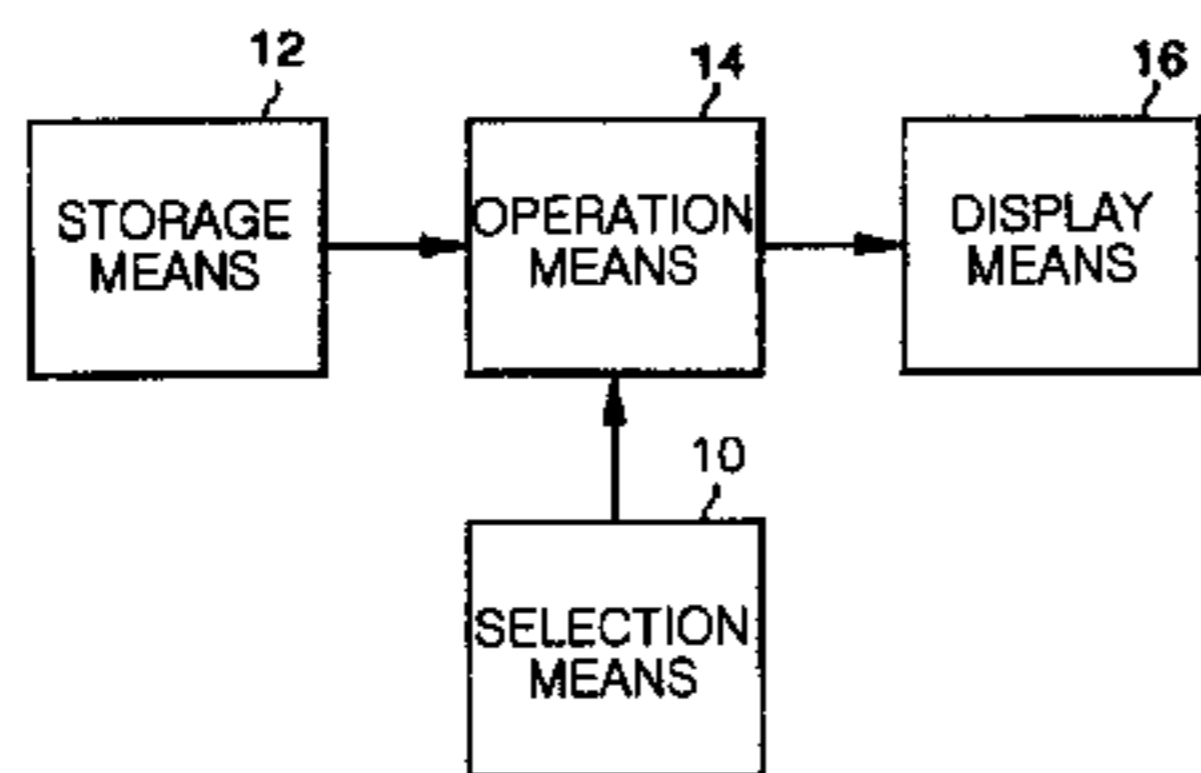 12
14
16
STORAGE
MEANS
OPERATION
MEANS
DISPLAY
MEANS
10
SELECTION
MEANS